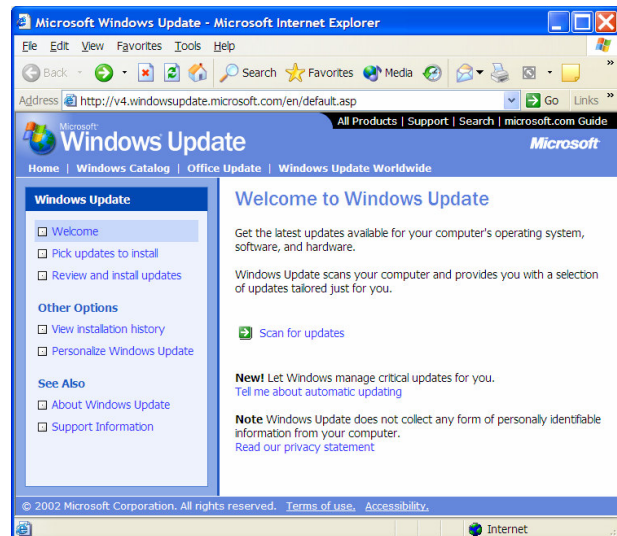 Microsoft Windows Update - Microsoft Internet Explorer
File Edit View Favorites Tools Help
Back Search Favorites Media
Address http://v4.windowsupdate.microsoft.com/en/default.asp Go Links
All Products | Support | Search | microsoft.com Guide
Microsoft
Windows Update
Microsoft
Home | Windows Catalog | Office Update | Windows Update Worldwide
Windows Update
Welcome
Pick updates to install
Review and install updates
Other Options
View installation history
Personalize Windows Update
See Also
About Windows Update
Support Information
Welcome to Windows Update
Get the latest updates available for your computer's operating system,
software, and hardware.
Windows Update scans your computer and provides you with a selection
of updates tailored just for you.
Scan for updates
New! Let Windows manage critical updates for you.
Tell me about automatic updating
Note Windows Update does not collect any form of personally identifiable
information from your computer.
Read our privacy statement
© 2002 Microsoft Corporation. All rights reserved. Terms of use. Accessibility.
Internet